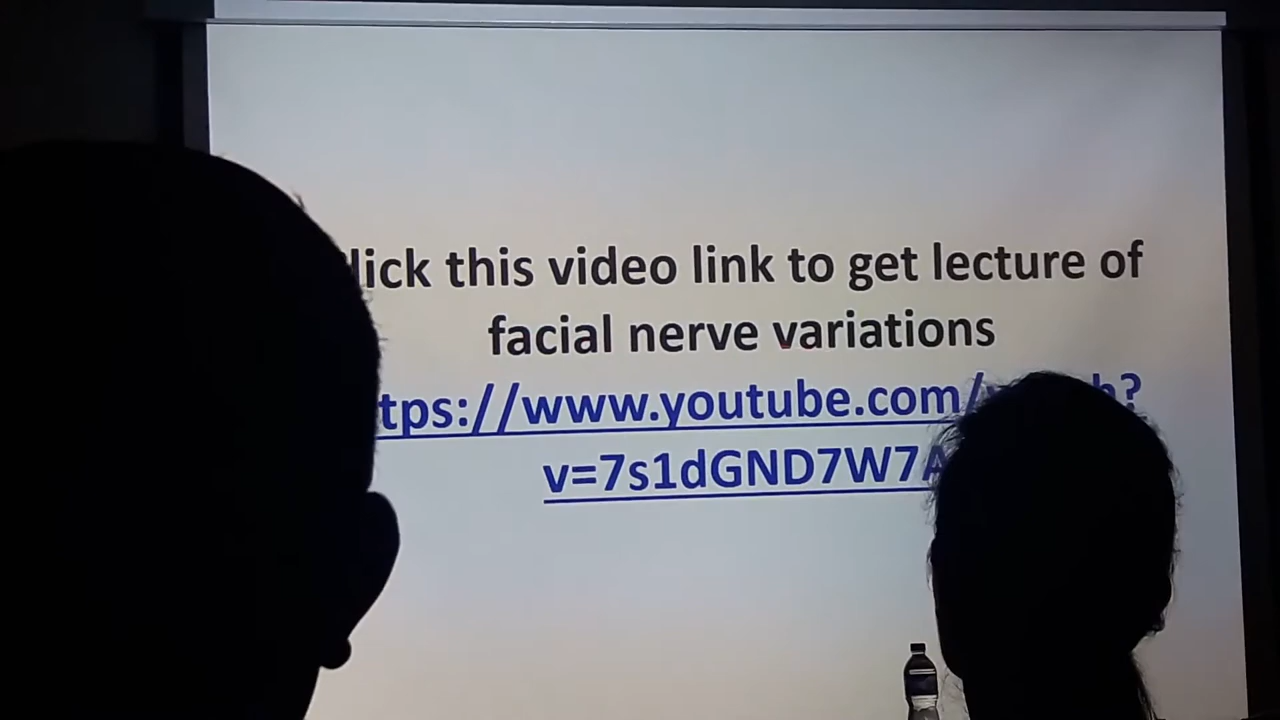 lick this video link to get lecture of
facial nerve variations
tps://www.youtube.com/
v=7s1dGND7W7A